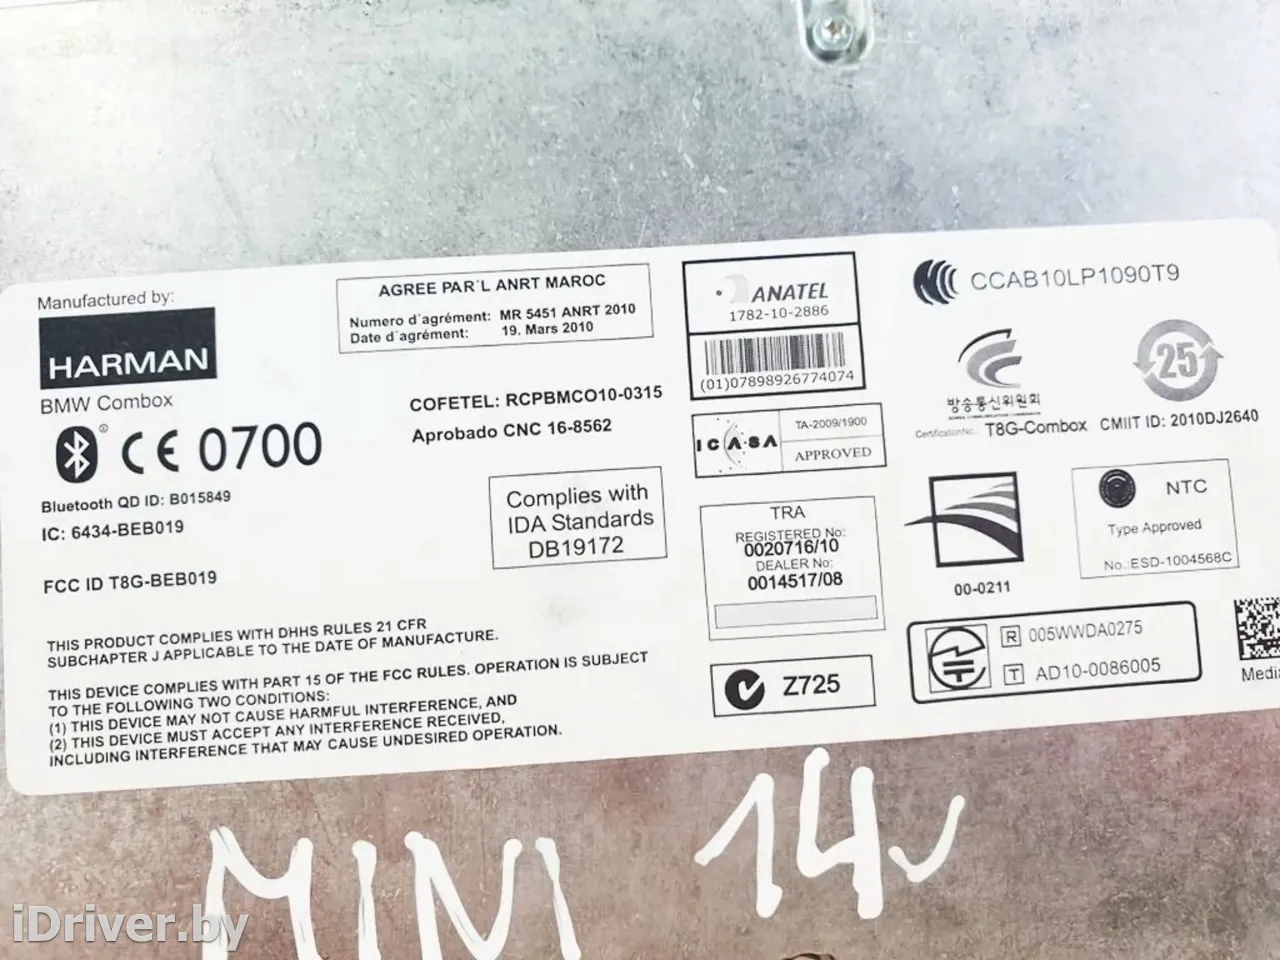 Manufactured by:
HARMAN
BMW Combox
® CE 0700
Bluetooth QD ID: B015849
IC: 6434-BEB019
FCC ID T8G-BEB019
THIS PRODUCT COMPLIES WITH DHHS RULES 21 CFR
SUBCHAPTER J APPLICABLE TO THE DATE OF MANUFACTURE.
THIS DEVICE COMPLIES WITH PART 15 OF THE FCC RULES. OPERATION IS SUBJECT
TO THE FOLLOWING TWO CONDITIONS:
(1) THIS DEVICE MAY NOT CAUSE HARMFUL INTERFERENCE, AND
(2) THIS DEVICE MUST ACCEPT ANY INTERFERENCE RECEIVED,
INCLUDING INTERFERENCE THAT MAY CAUSE UNDESIRED OPERATION.
AGREE PAR´L ANRT MAROC
Numero d´agrément: MR 5451 ANRT 2010
Date d´agrément: 19. Mars 2010
COFETEL: RCPBMCO10-0315
Aprobado CNC 16-8562
Complies with
IDA Standards
DB19172
ANATEL
1782-10-2886
(01)07898926774074
ICASA
TA-2009/1900
APPROVED
TRA
REGISTERED No:
0020716/10
DEALER No:
0014517/08
Z725
CCAB10LP1090T9
방송통신위원회
CertificationNo.: T8G-Combox
25
CMIIT ID: 2010DJ2640
00-0211
NTC
Type Approved
No.:ESD-1004568C
R 005WWDA0275
T AD10-0086005
Media
MINI 14
iDriver.by